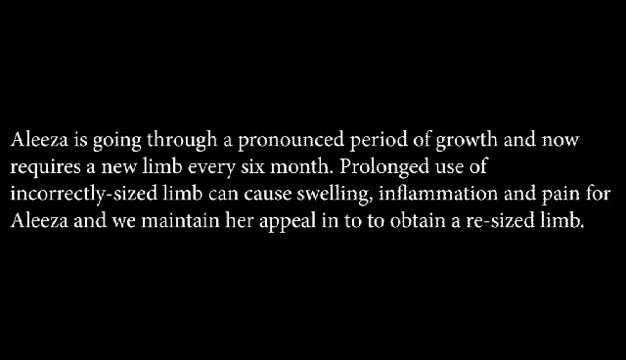 Aleeza is going through a pronounced period of growth and now
requires a new limb every six month. Prolonged use of
incorrectly-sized limb can cause swelling, inflammation and pain for
Aleeza and we maintain her appeal in to to obtain a re-sized limb.